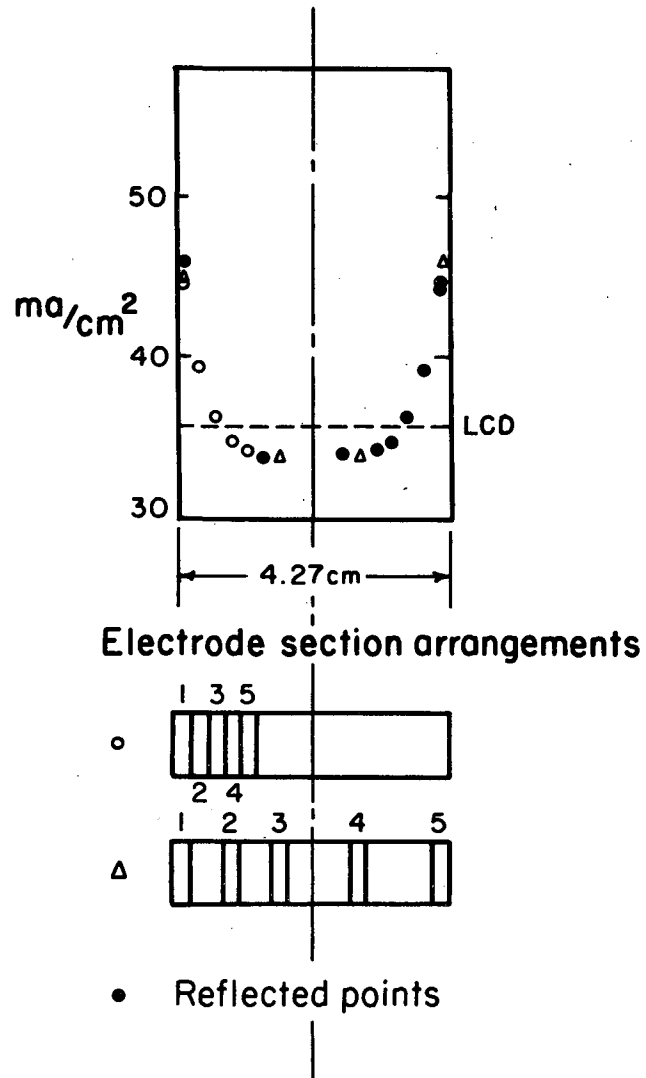 50
ma/cm²
40
LCD
30
4.27cm
Electrode section arrangements
1 3 5
2 4
1 2 3 4 5
Reflected points